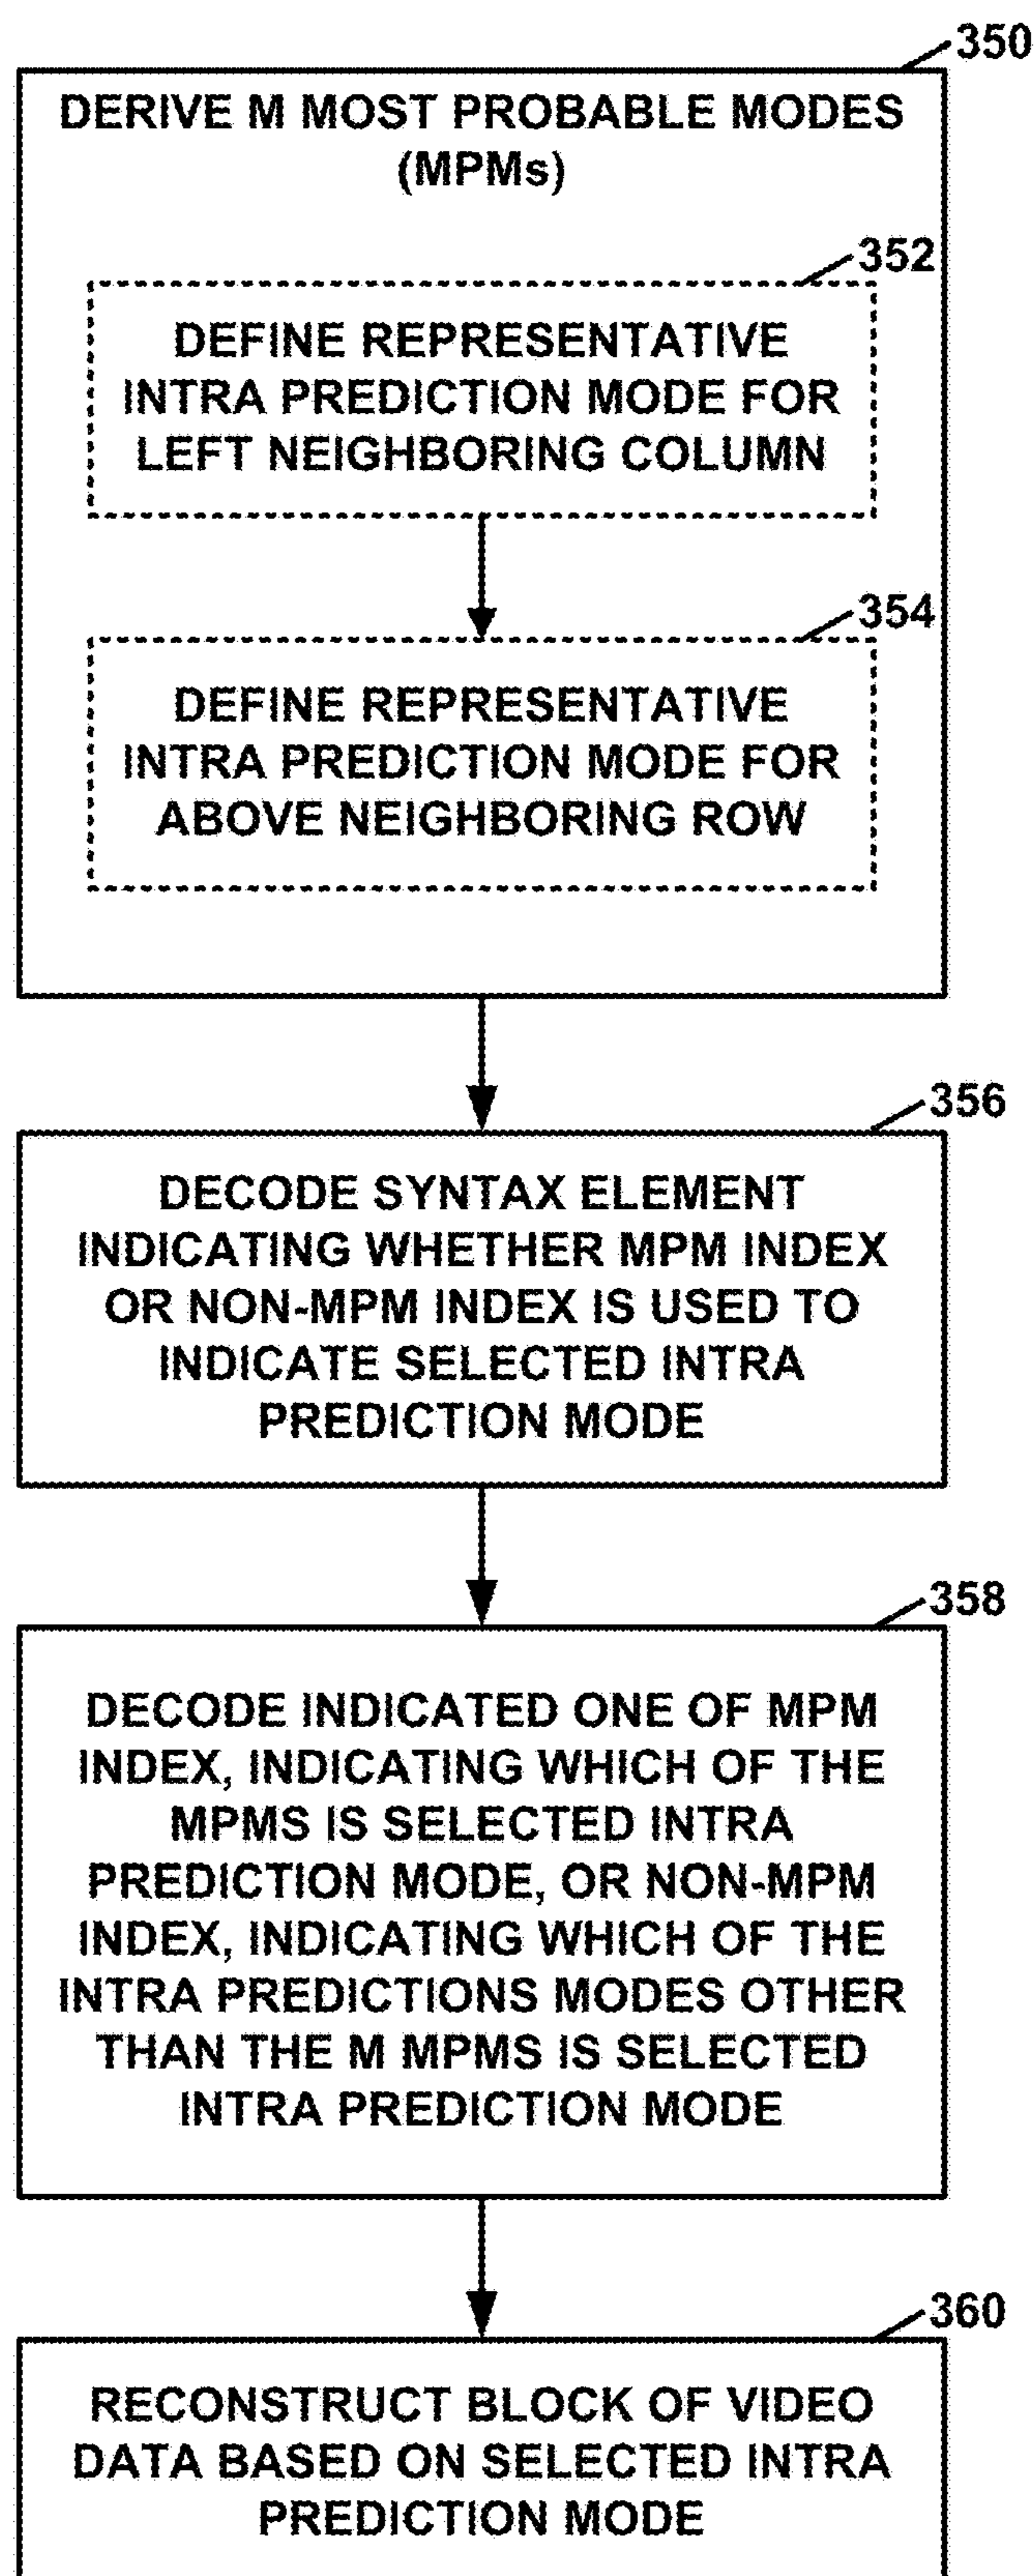 350
DERIVE M MOST PROBABLE MODES
(MPMs)
352
DEFINE REPRESENTATIVE
INTRA PREDICTION MODE FOR
LEFT NEIGHBORING COLUMN
354
DEFINE REPRESENTATIVE
INTRA PREDICTION MODE FOR
ABOVE NEIGHBORING ROW
356
DECODE SYNTAX ELEMENT
INDICATING WHETHER MPM INDEX
OR NON-MPM INDEX IS USED TO
INDICATE SELECTED INTRA
PREDICTION MODE
358
DECODE INDICATED ONE OF MPM
INDEX, INDICATING WHICH OF THE
MPMS IS SELECTED INTRA
PREDICTION MODE, OR NON-MPM
INDEX, INDICATING WHICH OF THE
INTRA PREDICTIONS MODES OTHER
THAN THE M MPMS IS SELECTED
INTRA PREDICTION MODE
360
RECONSTRUCT BLOCK OF VIDEO
DATA BASED ON SELECTED INTRA
PREDICTION MODE